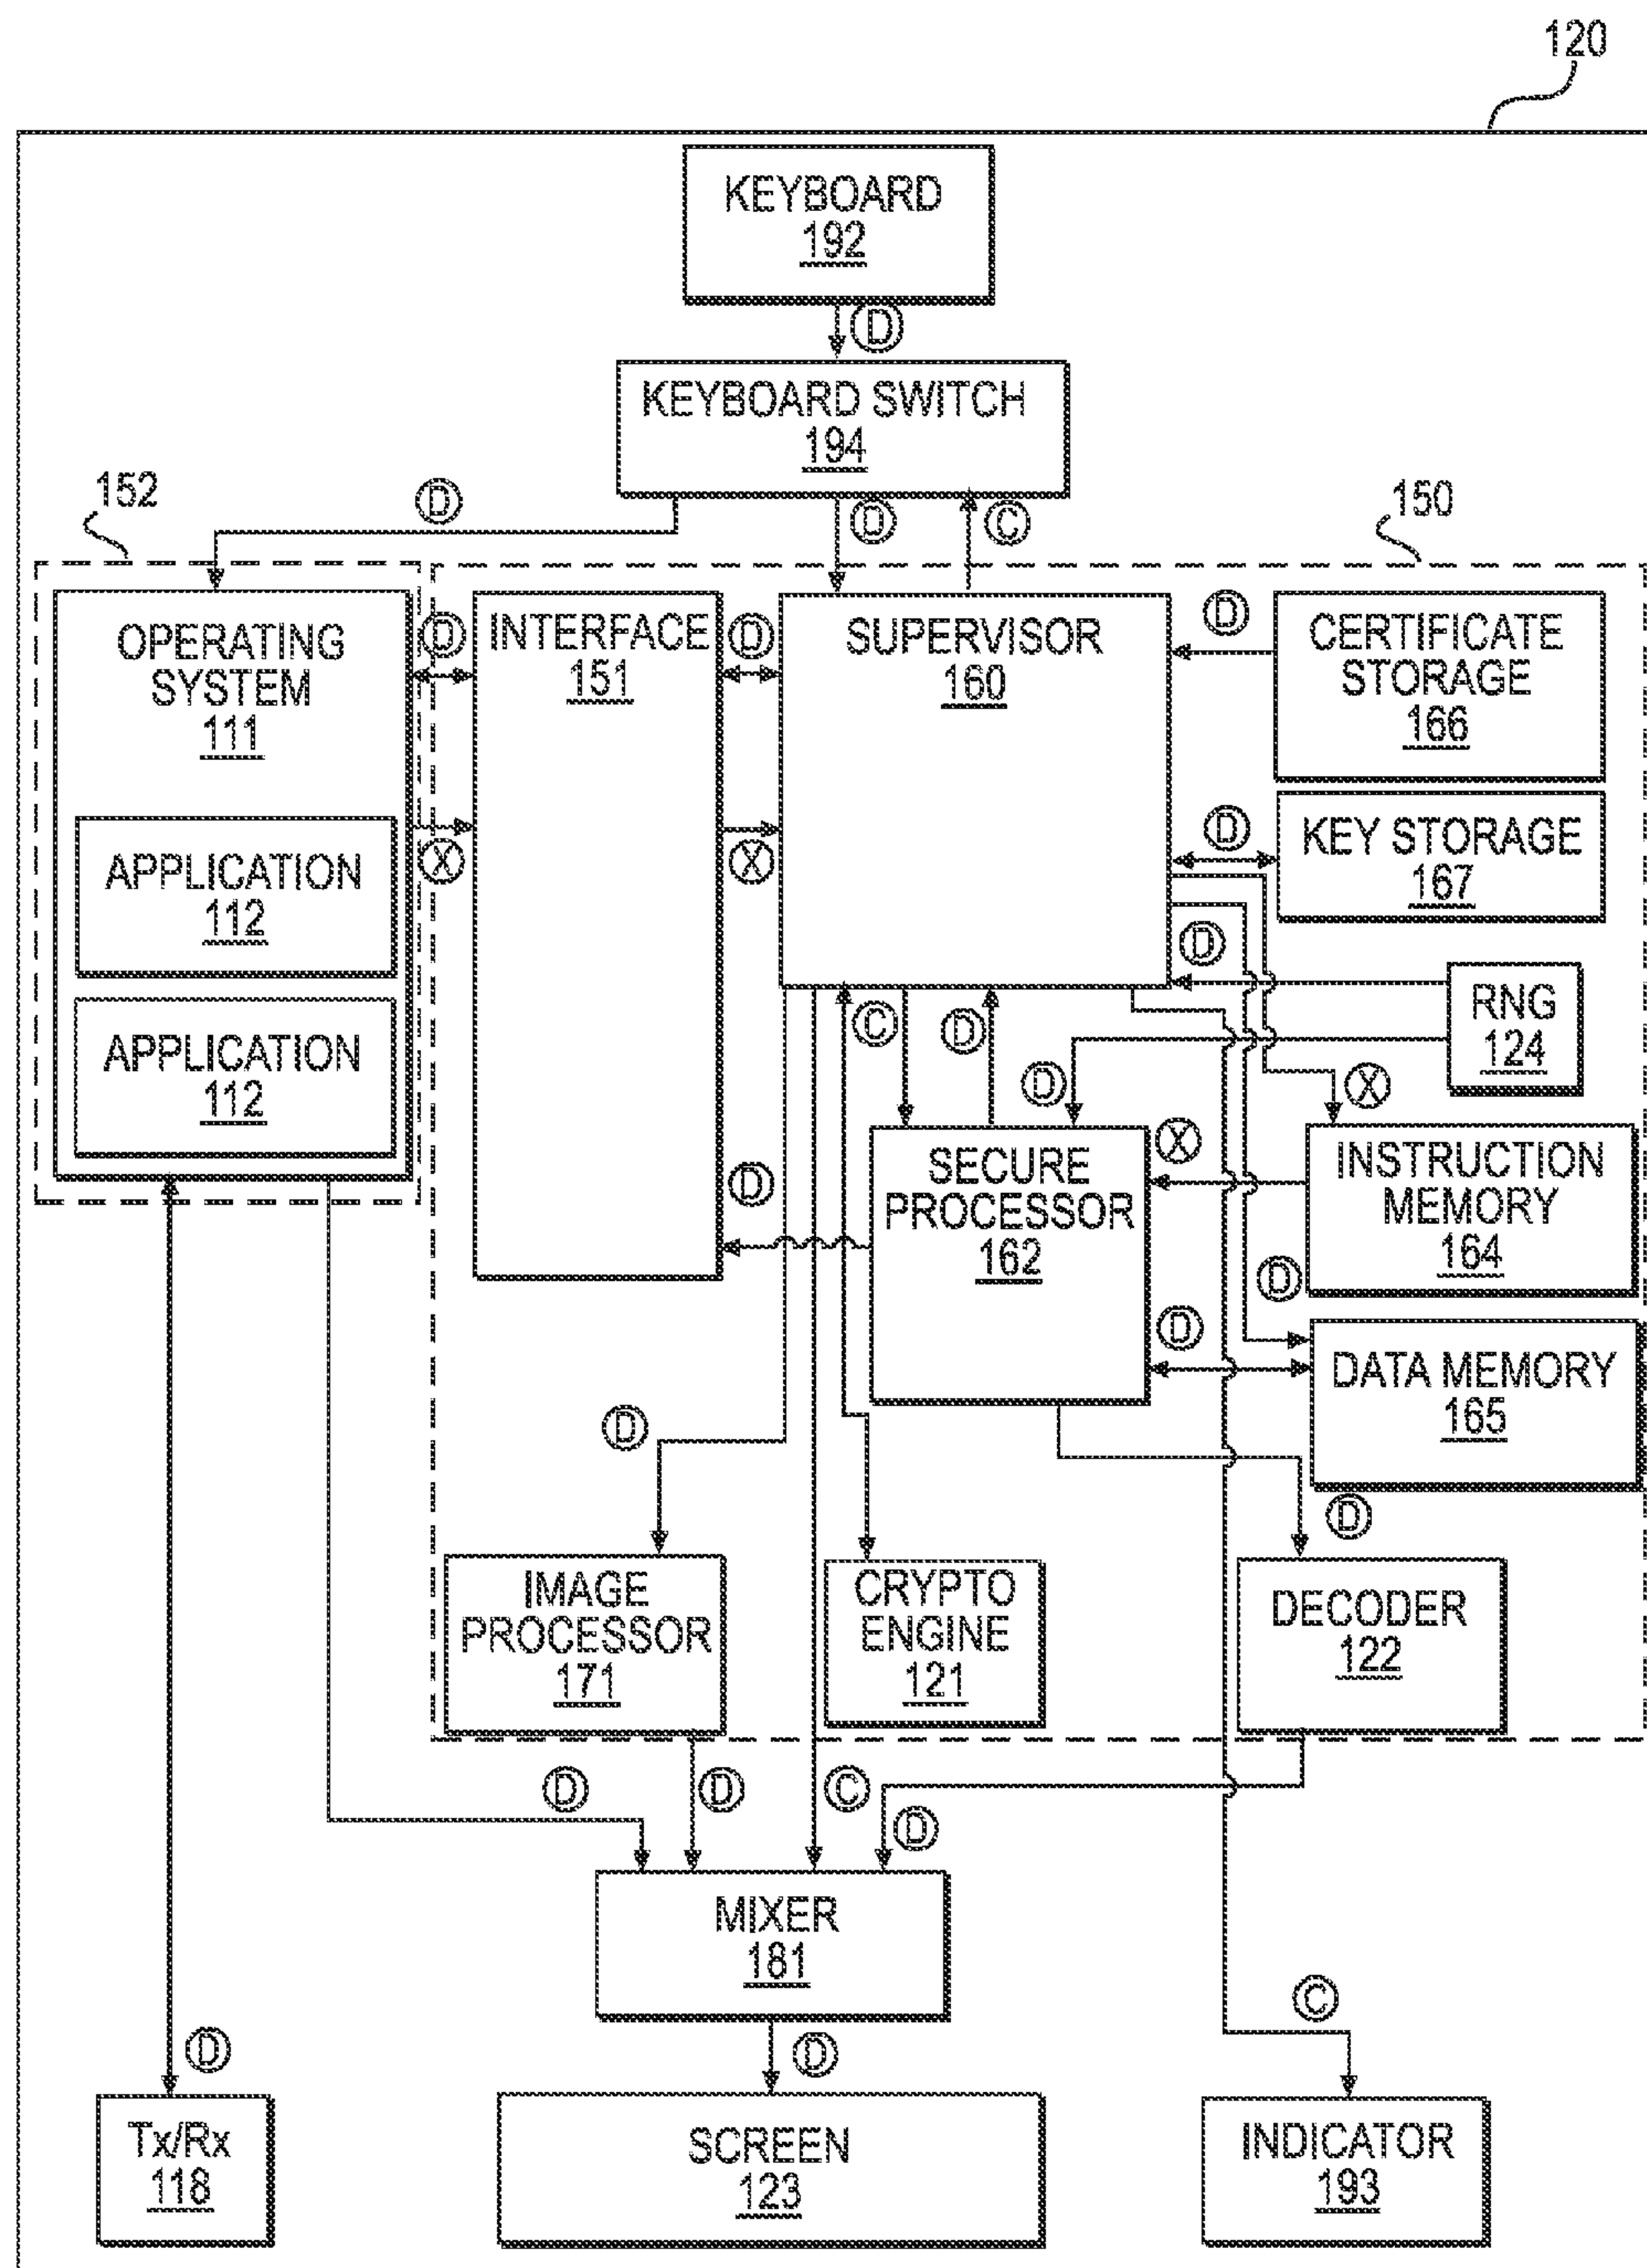 120
KEYBOARD
192
D
KEYBOARD SWITCH
194
152
D
D
C
150
OPERATING
SYSTEM
111
D
INTERFACE
151
D
SUPERVISOR
160
D
CERTIFICATE
STORAGE
166
APPLICATION
112
X
X
D
KEY STORAGE
167
D
APPLICATION
112
C
D
D
RNG
124
X
D
SECURE
PROCESSOR
162
X
INSTRUCTION
MEMORY
164
D
D
DATA MEMORY
165
D
D
IMAGE
PROCESSOR
171
CRYPTO
ENGINE
121
DECODER
122
D
D
C
D
MIXER
181
C
D
D
Tx/Rx
118
SCREEN
123
INDICATOR
193